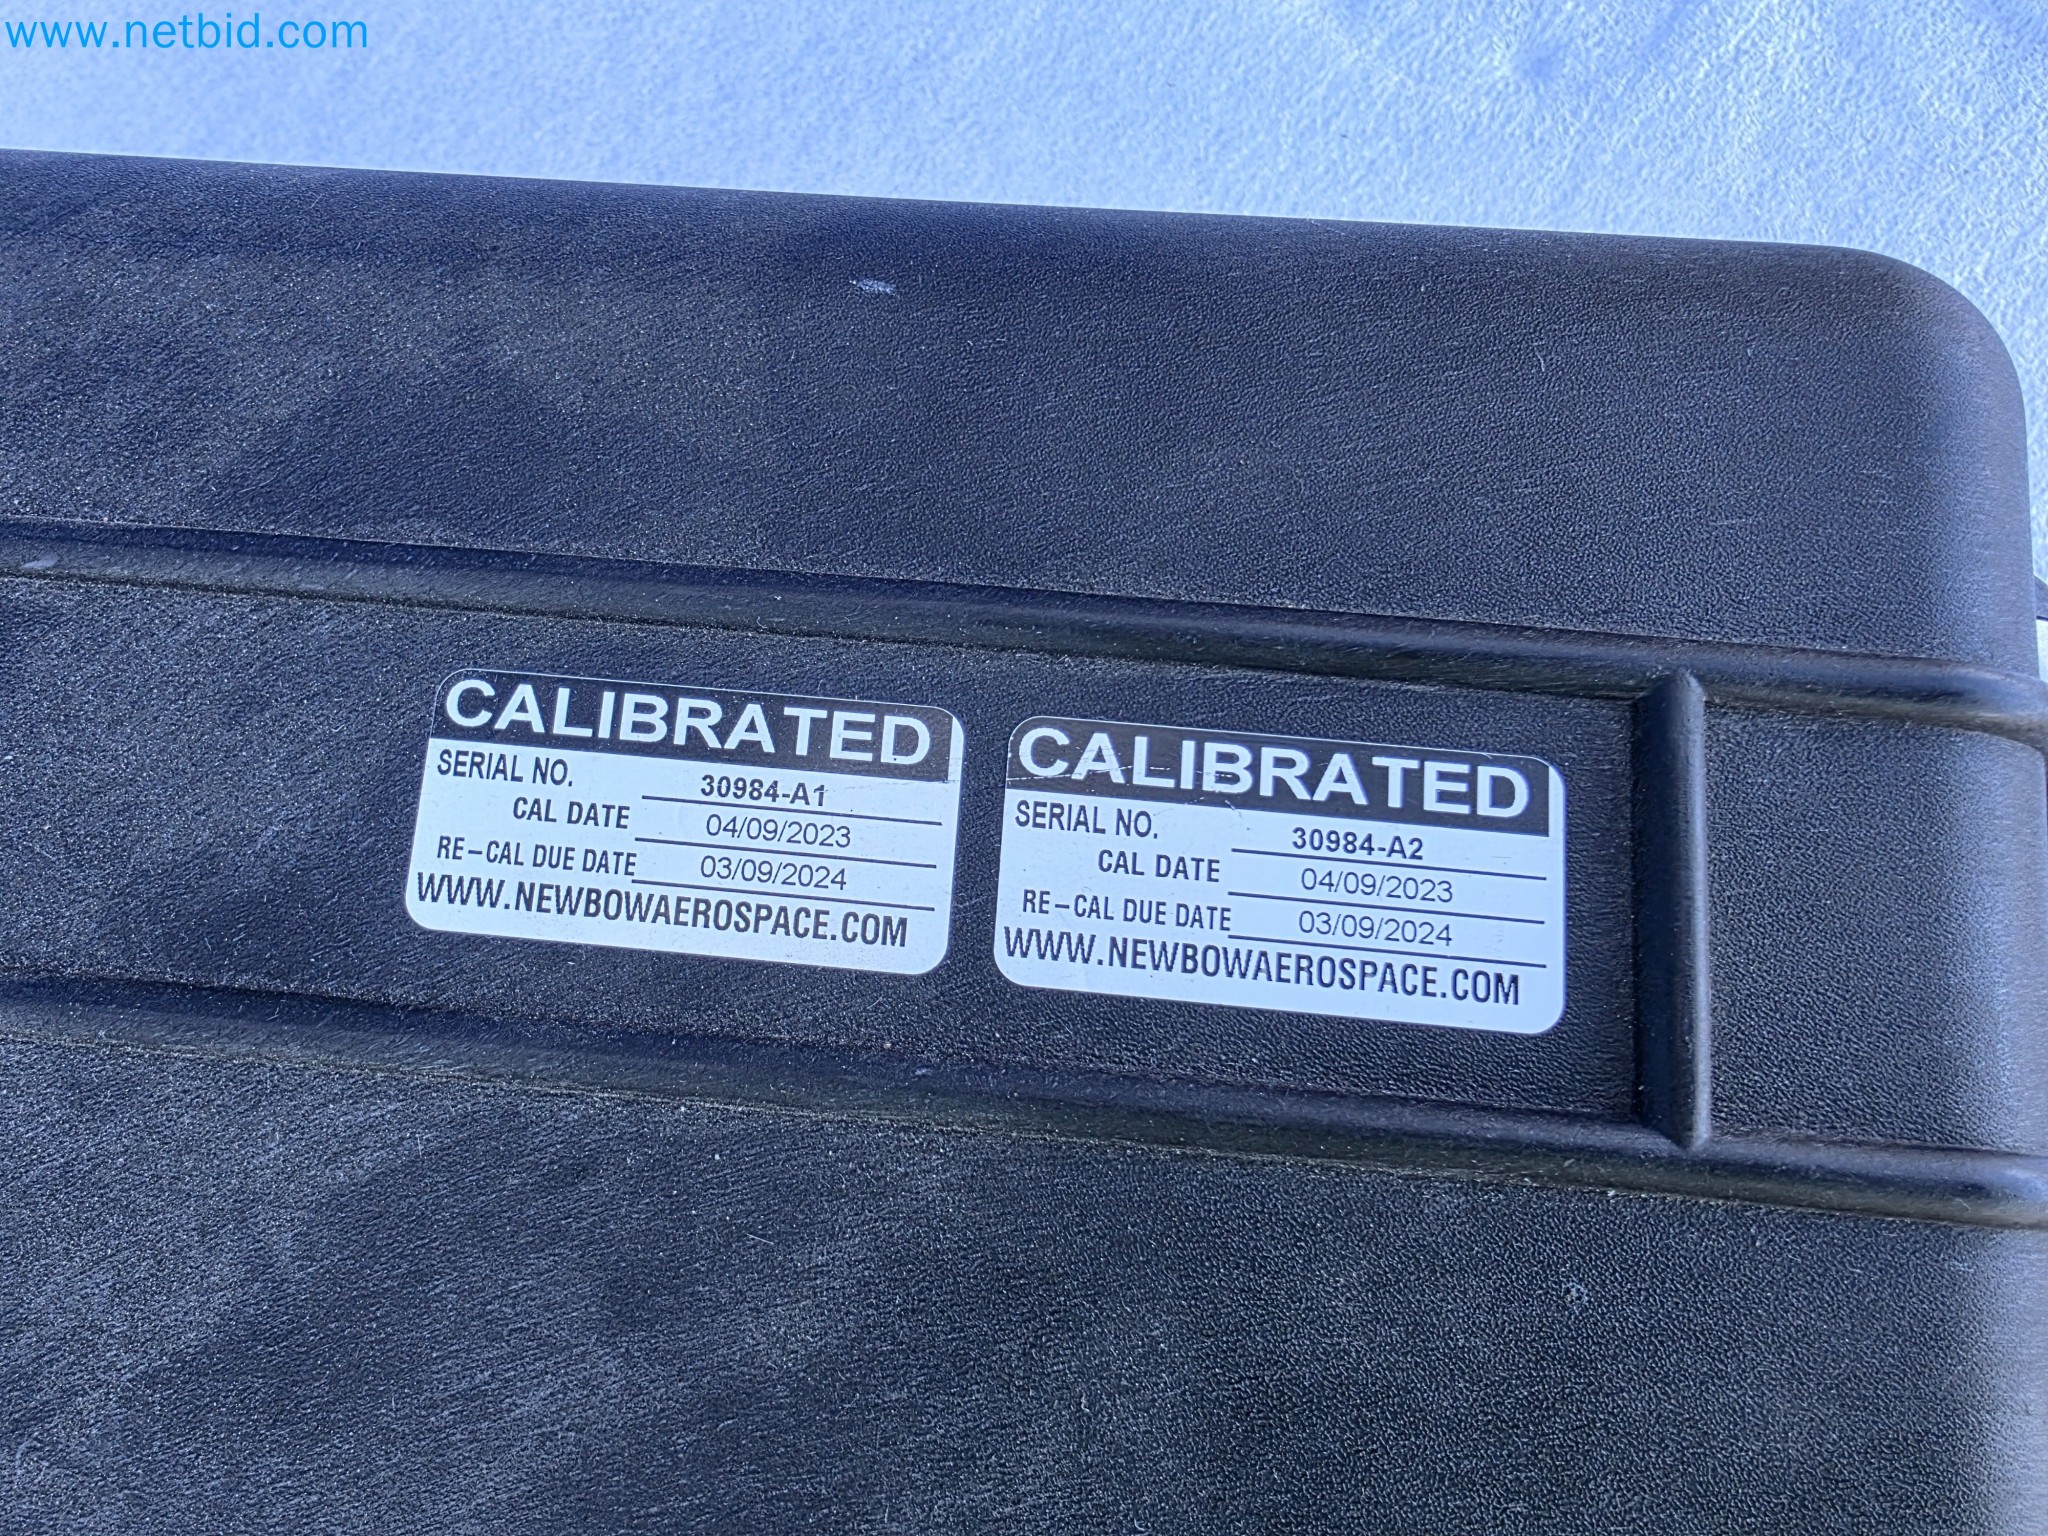 www.netbid.com
CALIBRATED
SERIAL NO. 30984-A1
CAL DATE 04/09/2023
RE-CAL DUE DATE 03/09/2024
WWW.NEWBOWAEROSPACE.COM
CALIBRATED
SERIAL NO. 30984-A2
CAL DATE 04/09/2023
RE-CAL DUE DATE 03/09/2024
WWW.NEWBOWAEROSPACE.COM